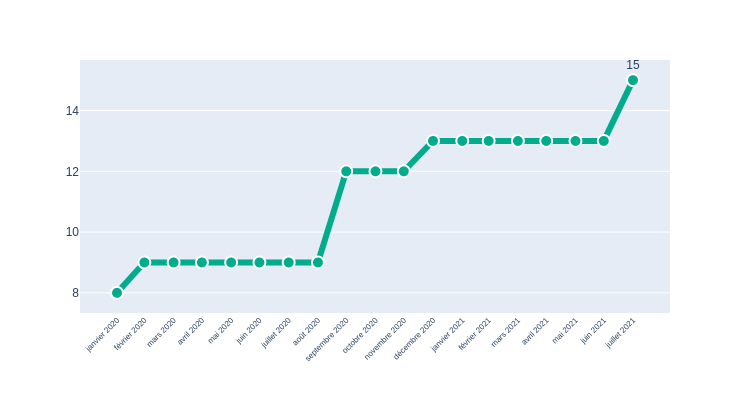 15
14
12
10
8
janvier 2020
février 2020
mars 2020
avril 2020
mai 2020
juin 2020
juillet 2020
août 2020
septembre 2020
octobre 2020
novembre 2020
décembre 2020
janvier 2021
février 2021
mars 2021
avril 2021
mai 2021
juin 2021
juillet 2021